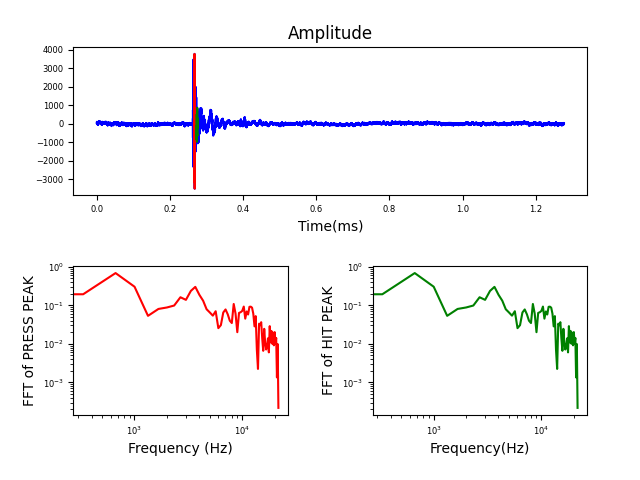 Amplitude
4000
3000
2000
1000
0
−1000
−2000
−3000
0.0 0.2 0.4 0.6 0.8 1.0 1.2
Time(ms)
FFT of PRESS PEAK
10⁰
10⁻¹
10⁻²
10⁻³
10³ 10⁴
Frequency (Hz)
FFT of HIT PEAK
10⁰
10⁻¹
10⁻²
10⁻³
10³ 10⁴
Frequency(Hz)